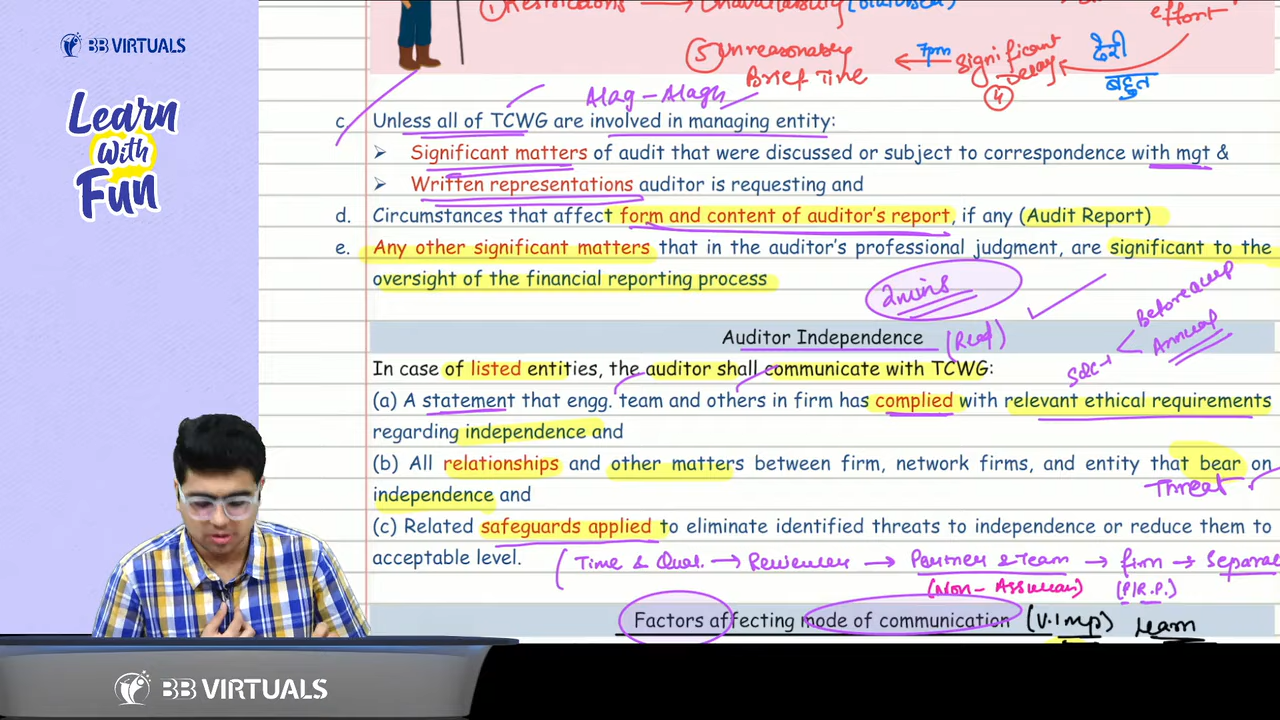 BB VIRTUALS
Learn
With
Fun
① Restrictions → Unavailability
effort
⑤ Unreasonably
Brief Time
← 7pm
Significant
Delay
④
देरी
बहुत
Alag - Alagh
c. Unless all of TCWG are involved in managing entity:
➢ Significant matters of audit that were discussed or subject to correspondence with mgt &
➢ Written representations auditor is requesting and
d. Circumstances that affect form and content of auditor's report, if any (Audit Report)
e. Any other significant matters that in the auditor's professional judgment, are significant to the
oversight of the financial reporting process
2mins
Auditor Independence (Read)
Annual
In case of listed entities, the auditor shall communicate with TCWG:
(a) A statement that engg. team and others in firm has complied with relevant ethical requirements
regarding independence and
(b) All relationships and other matters between firm, network firms, and entity that bear on
Threat
independence and
(c) Related safeguards applied to eliminate identified threats to independence or reduce them to
acceptable level.
(Time & Qual. → Reviewer → Partner & Team → firm → Separa
(Non-Assuran) (P/R.P.)
Factors affecting mode of communication (V.Imp) learn
BB VIRTUALS